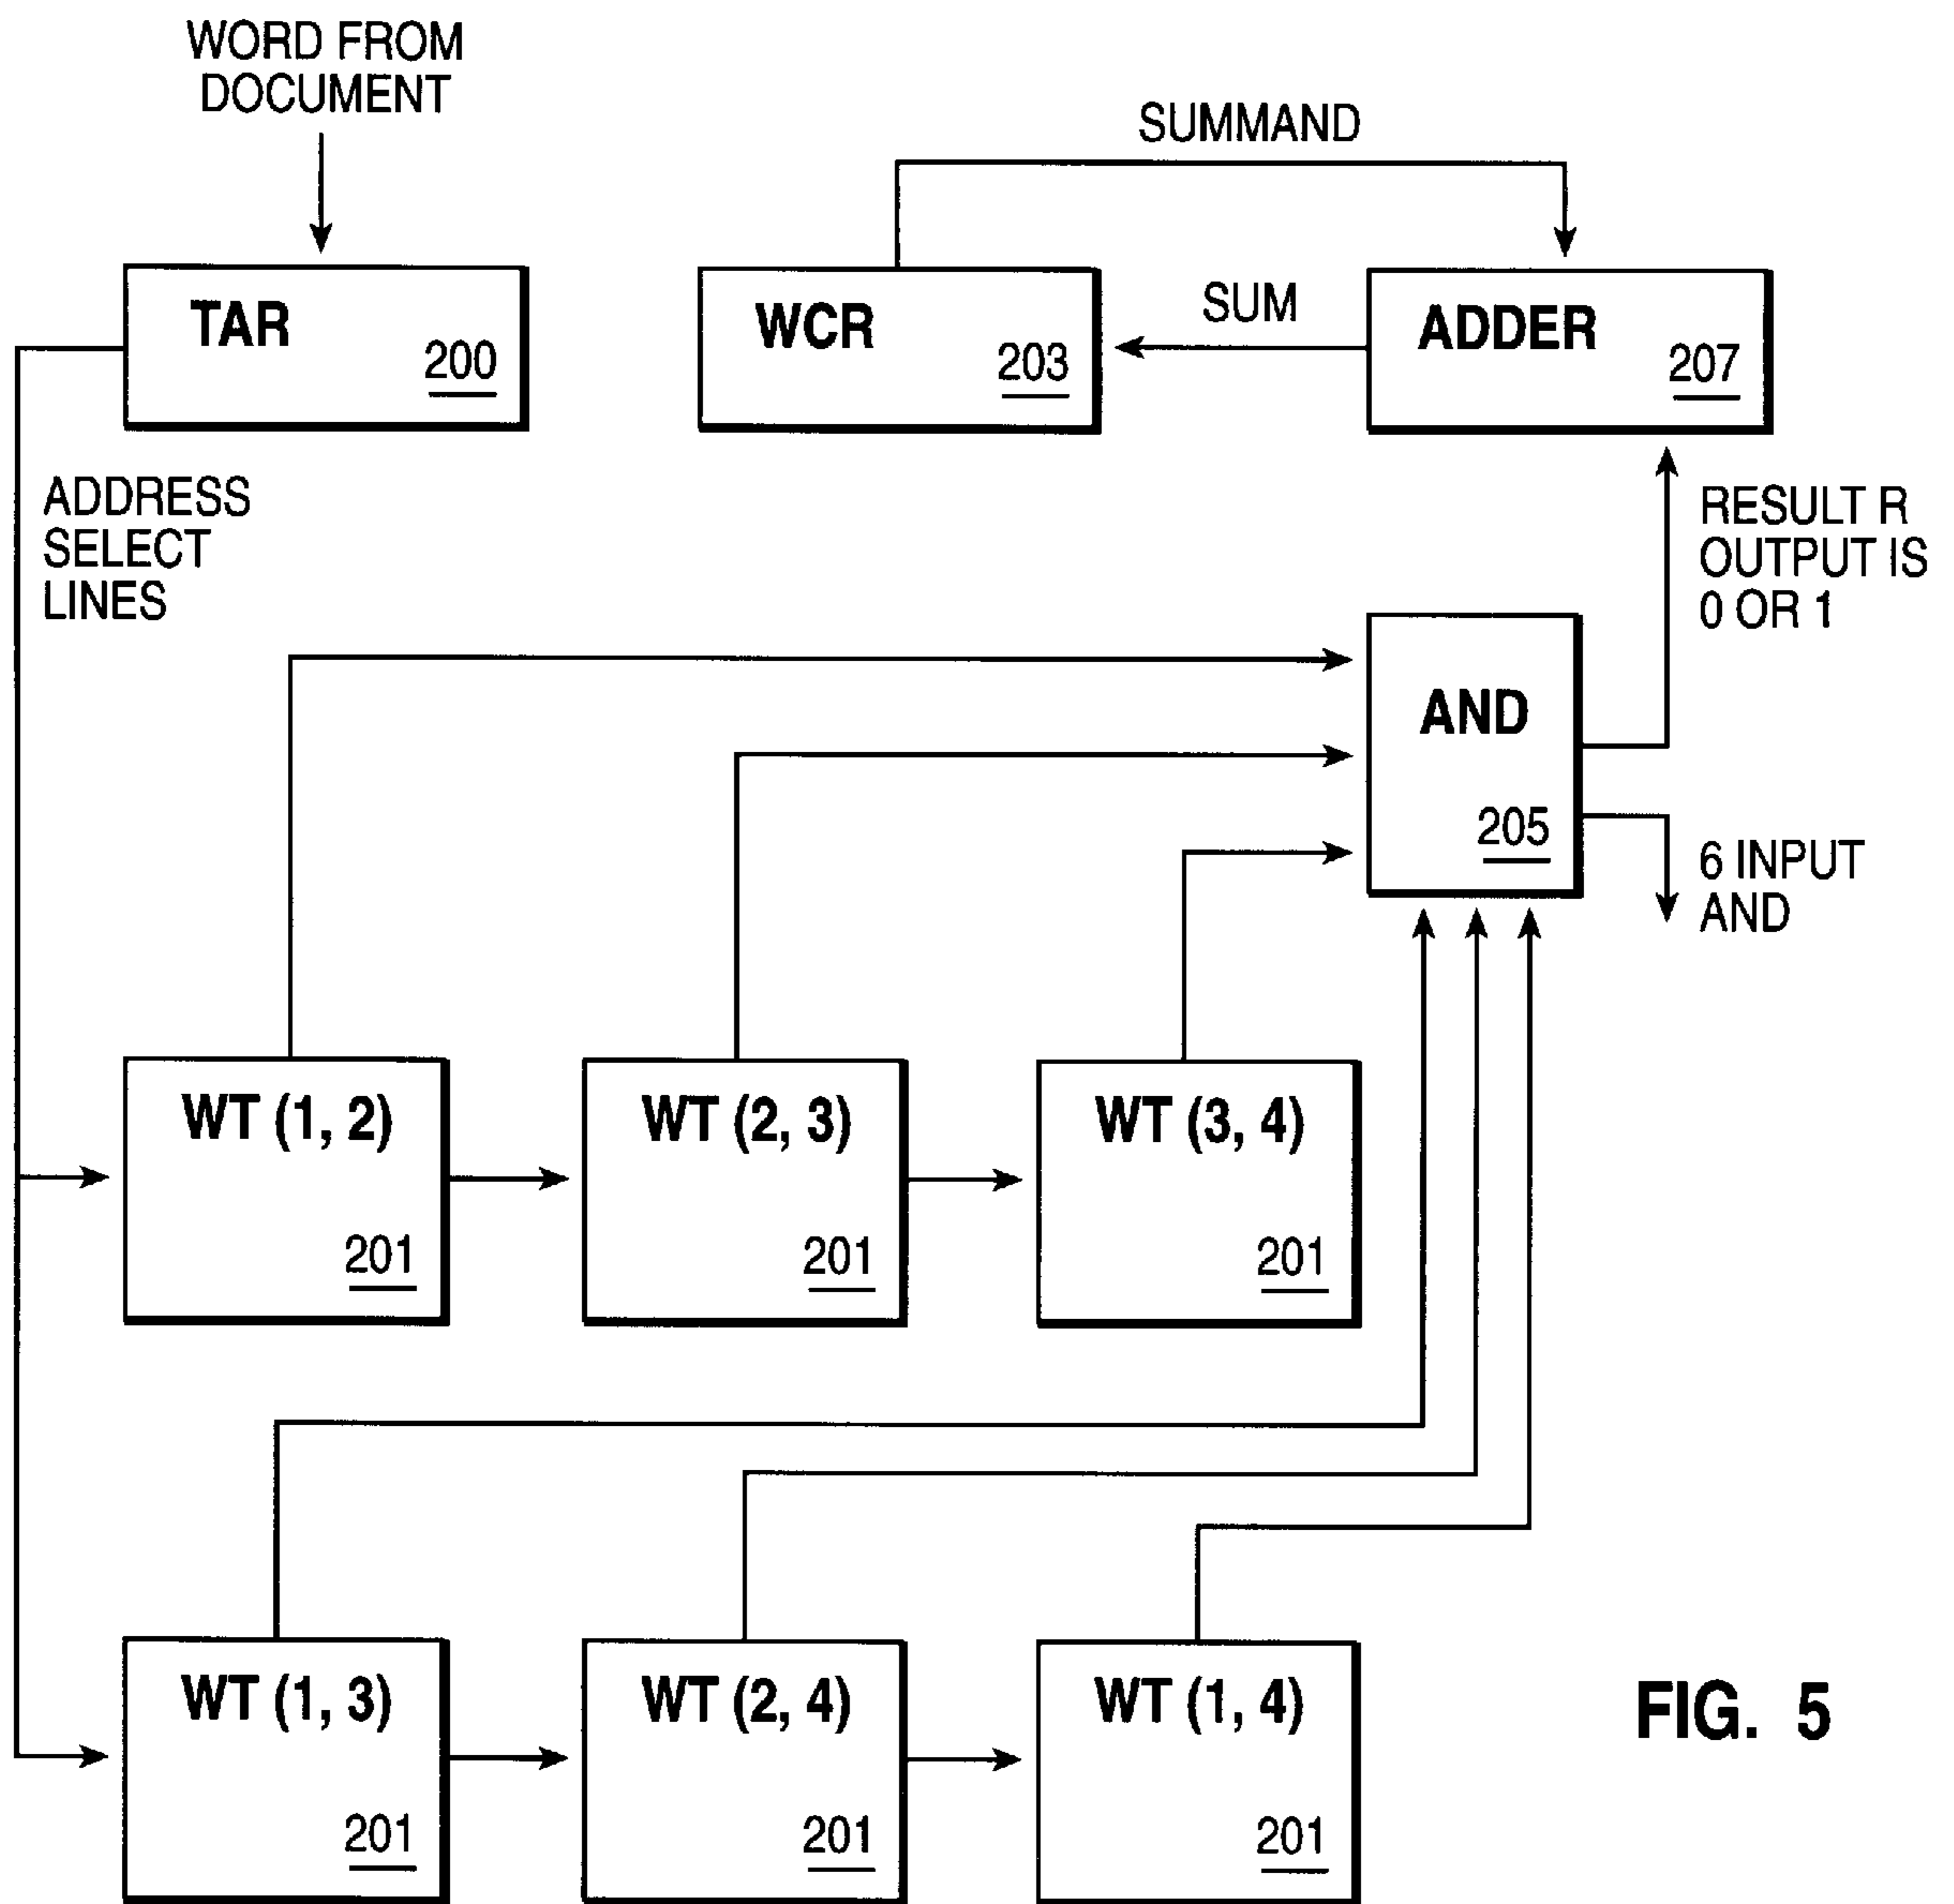 WORD FROM
DOCUMENT
SUMMAND
TAR
200
WCR
203
SUM
ADDER
207
ADDRESS
SELECT
LINES
RESULT R
OUTPUT IS
0 OR 1
AND
205
6 INPUT
AND
WT (1, 2)
201
WT (2, 3)
201
WT (3, 4)
201
WT (1, 3)
201
WT (2, 4)
201
WT (1, 4)
201
FIG. 5